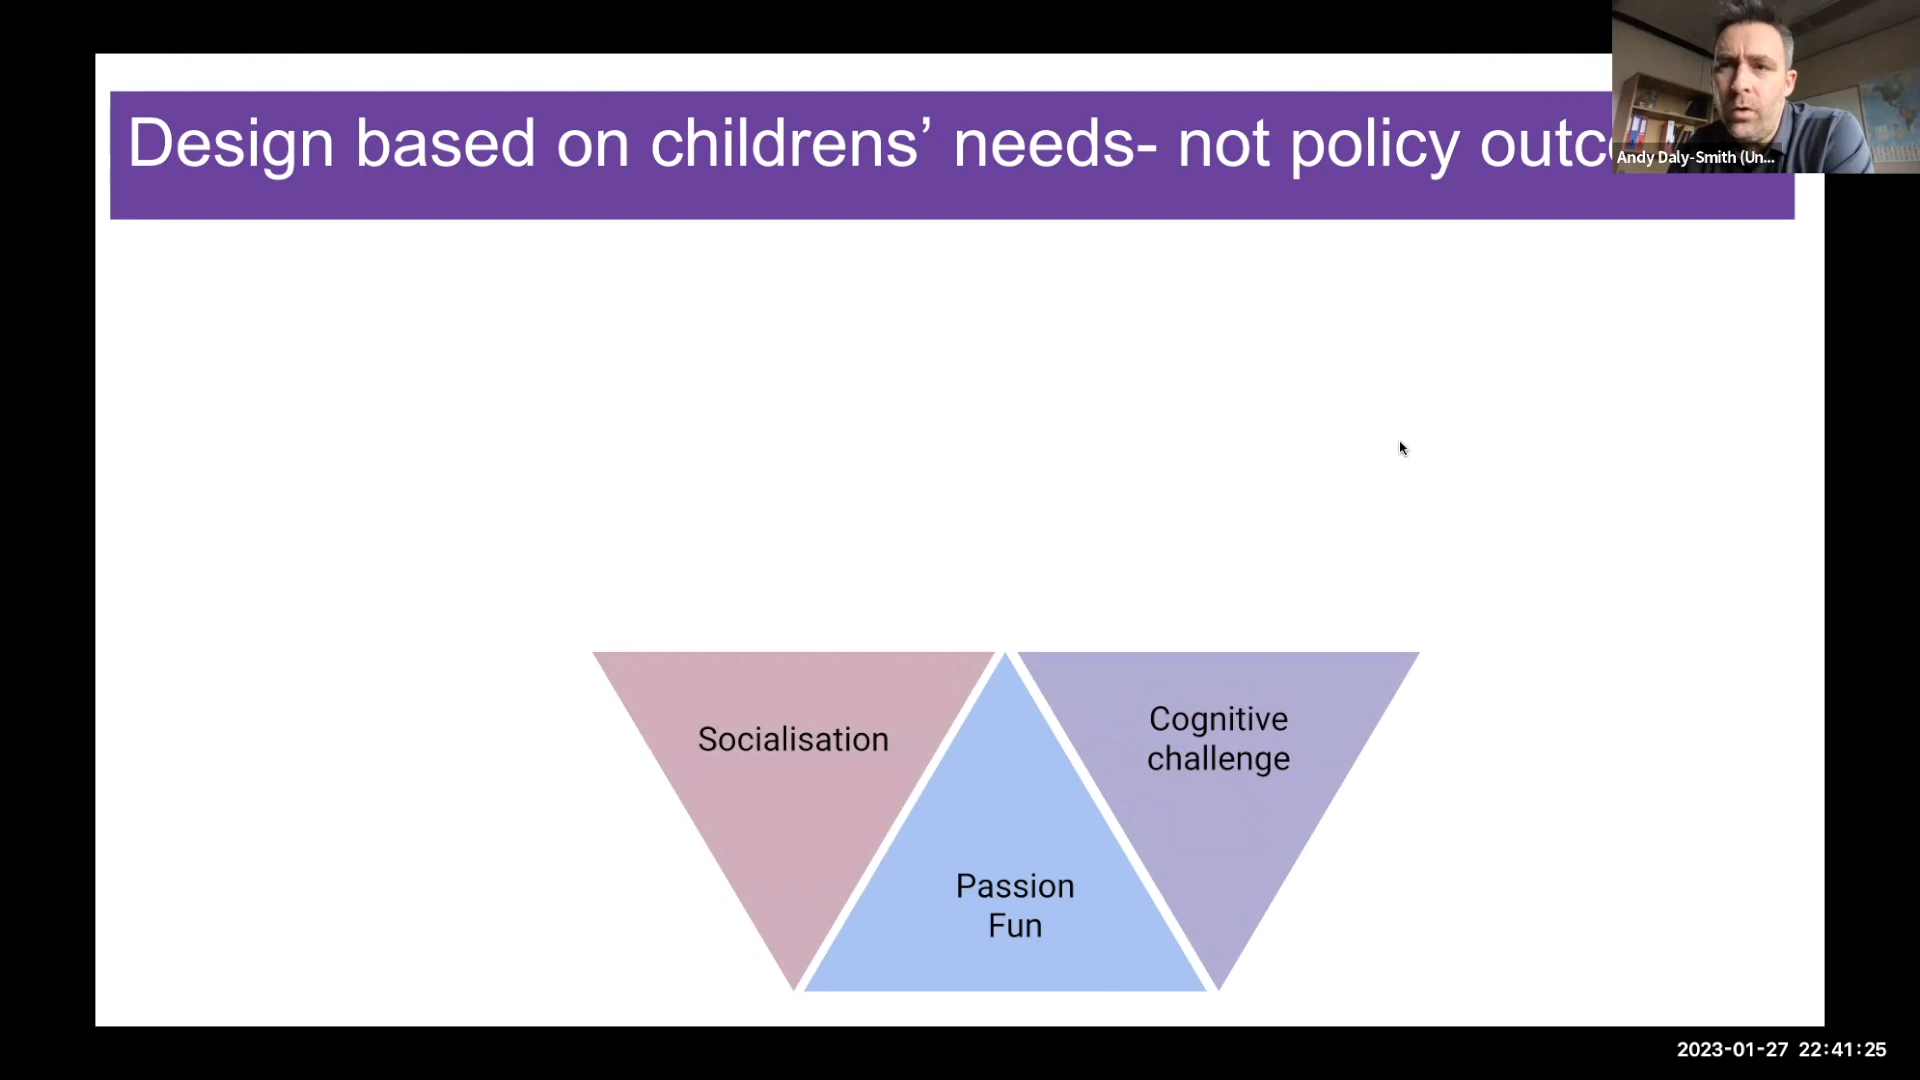 Design based on childrens’ needs- not policy outc
Andy Daly-Smith (Un...
Socialisation
Cognitive
challenge
Passion
Fun
2023-01-27 22:41:25